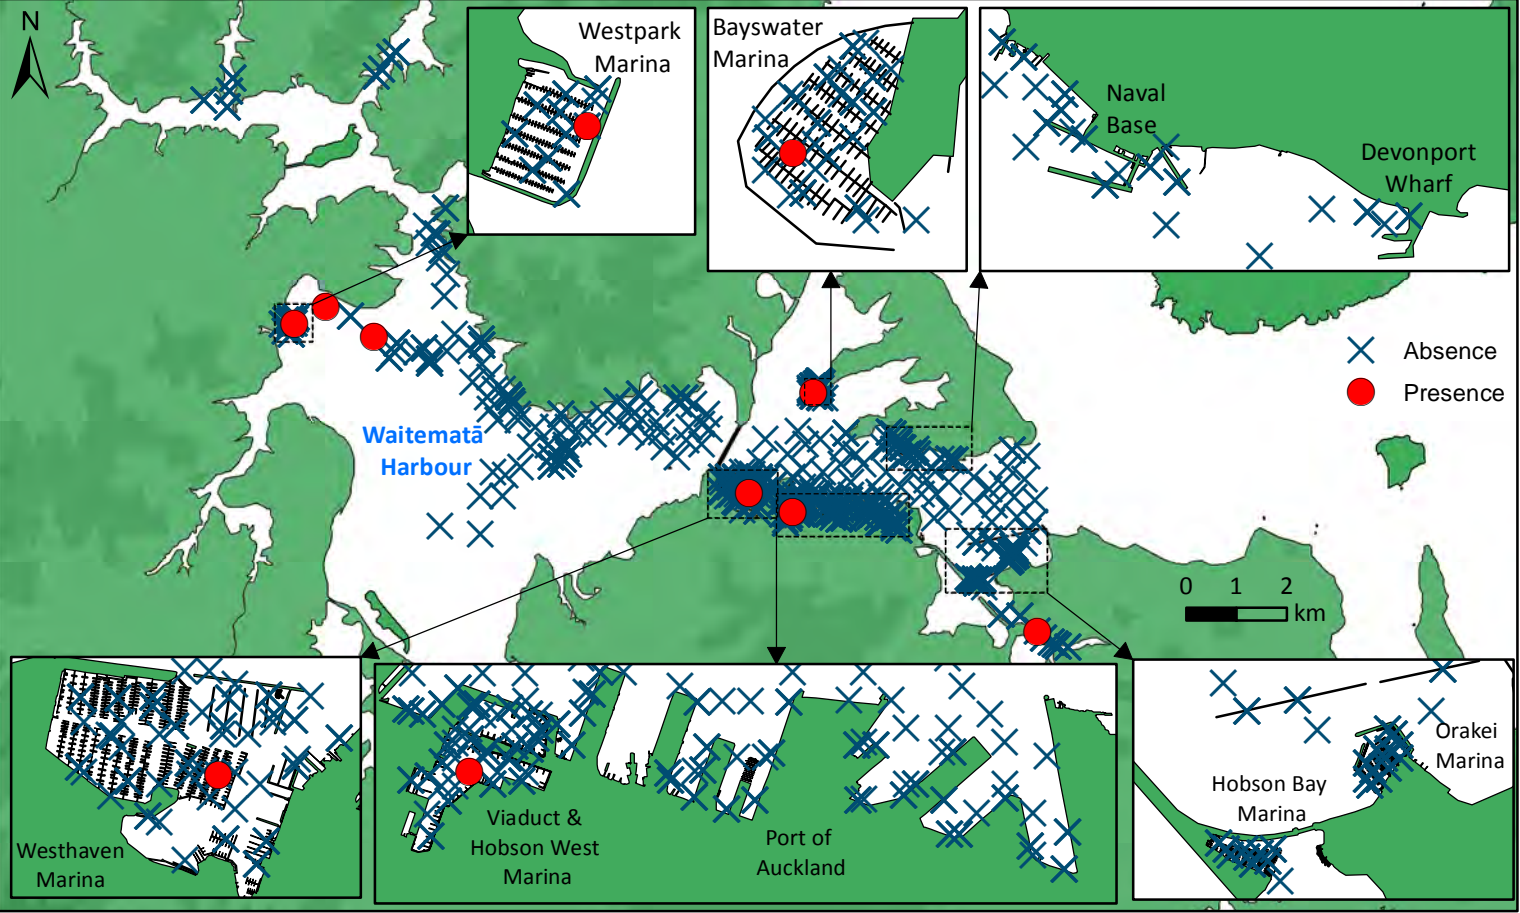 N
Westpark
Marina
Bayswater
Marina
Naval
Base
Devonport
Wharf
Absence
Presence
Waitematā
Harbour
0 1 2
km
Westhaven
Marina
Viaduct &
Hobson West
Marina
Port of
Auckland
Hobson Bay
Marina
Orakei
Marina